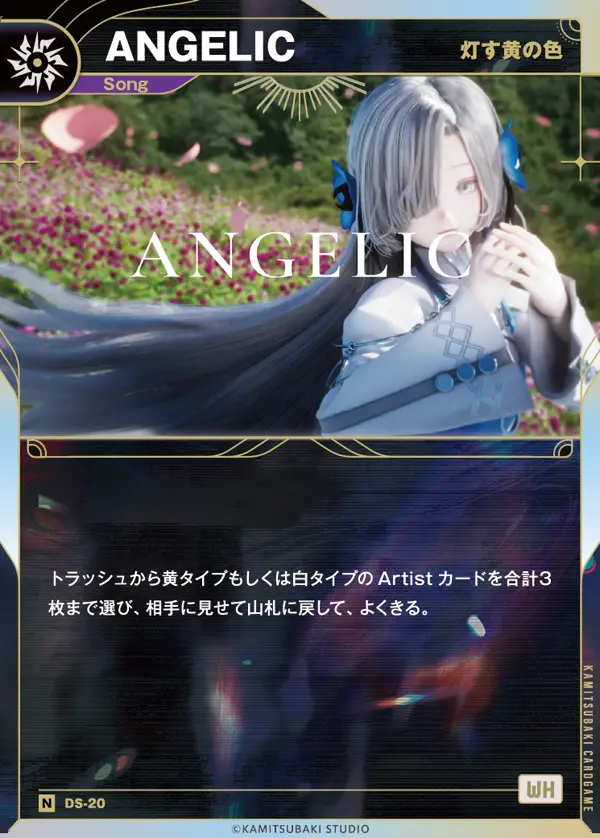 ANGELIC
灯す黄の色
Song
ANGELIC
トラッシュから黄タイプもしくは白タイプの Artist カードを合計3
枚まで選び、相手に見せて山札に戻して、よくきる。
KAMITSUBAKI CARDGAME
WH
N DS-20
©KAMITSUBAKI STUDIO